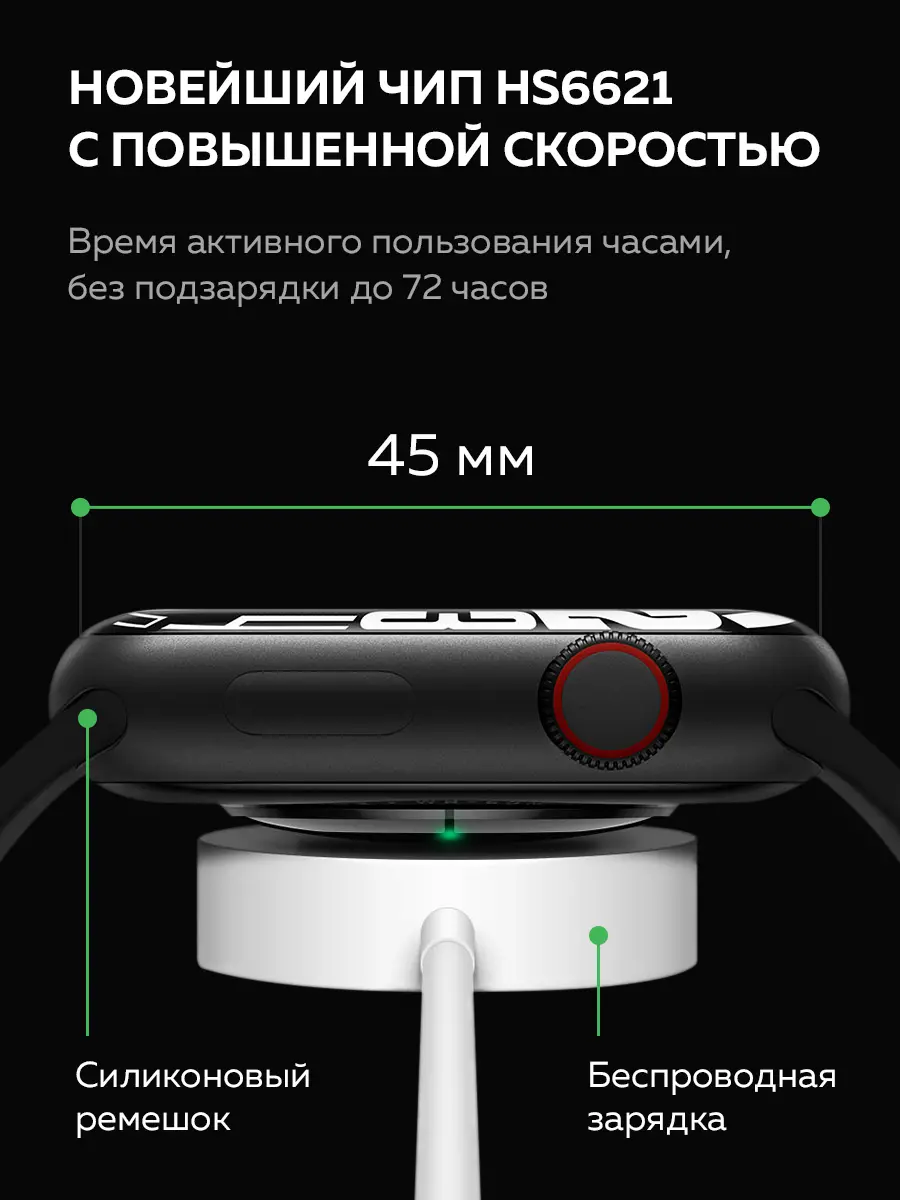 НОВЕЙШИЙ ЧИП HS6621
С ПОВЫШЕННОЙ СКОРОСТЬЮ
Время активного пользования часами,
без подзарядки до 72 часов
45 мм
Силиконовый
ремешок
Беспроводная
зарядка